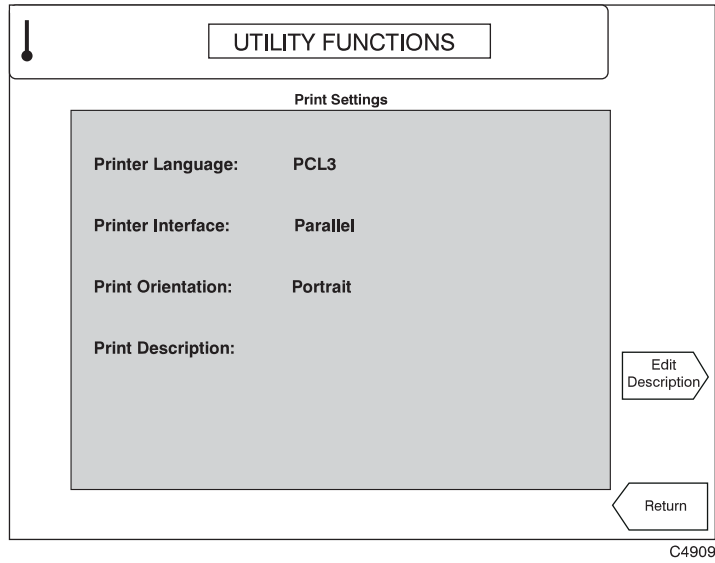 UTILITY FUNCTIONS
Print Settings
Printer Language: PCL3
Printer Interface: Parallel
Print Orientation: Portrait
Print Description:
Edit
Description
Return
C4909